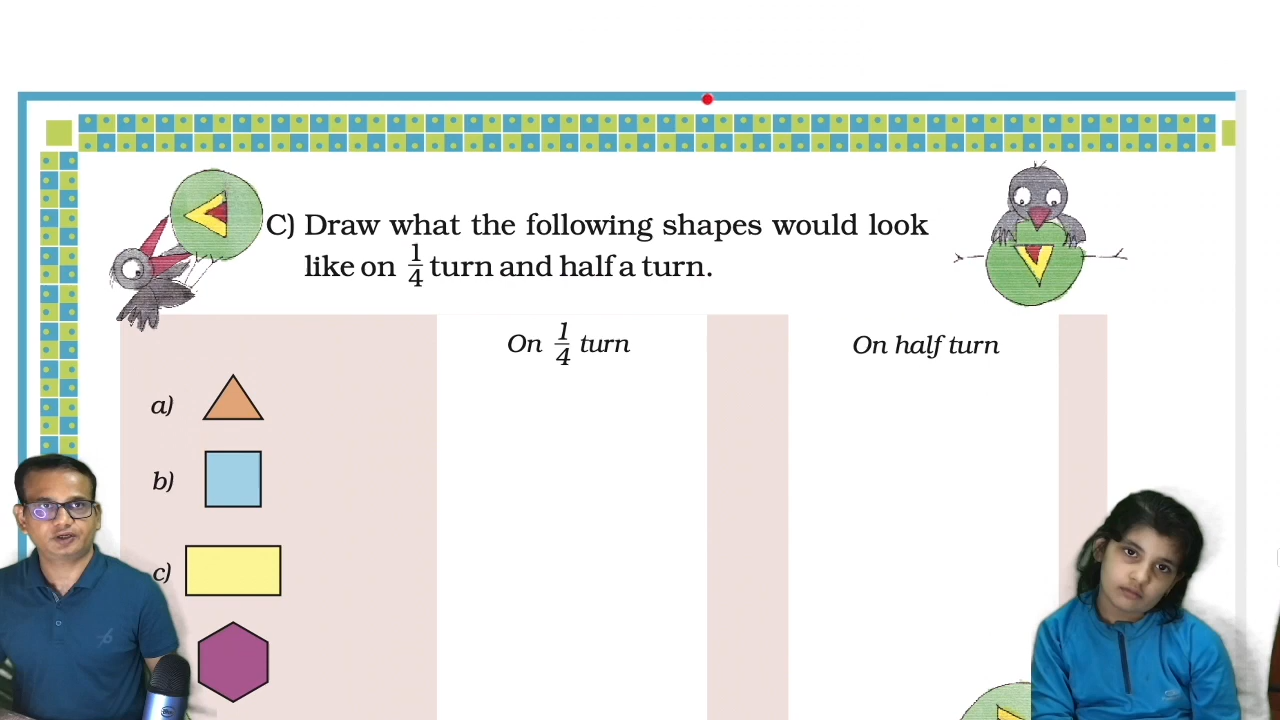 C) Draw what the following shapes would look
like on 1/4 turn and half a turn.
On 1/4 turn
On half turn
a)
b)
c)